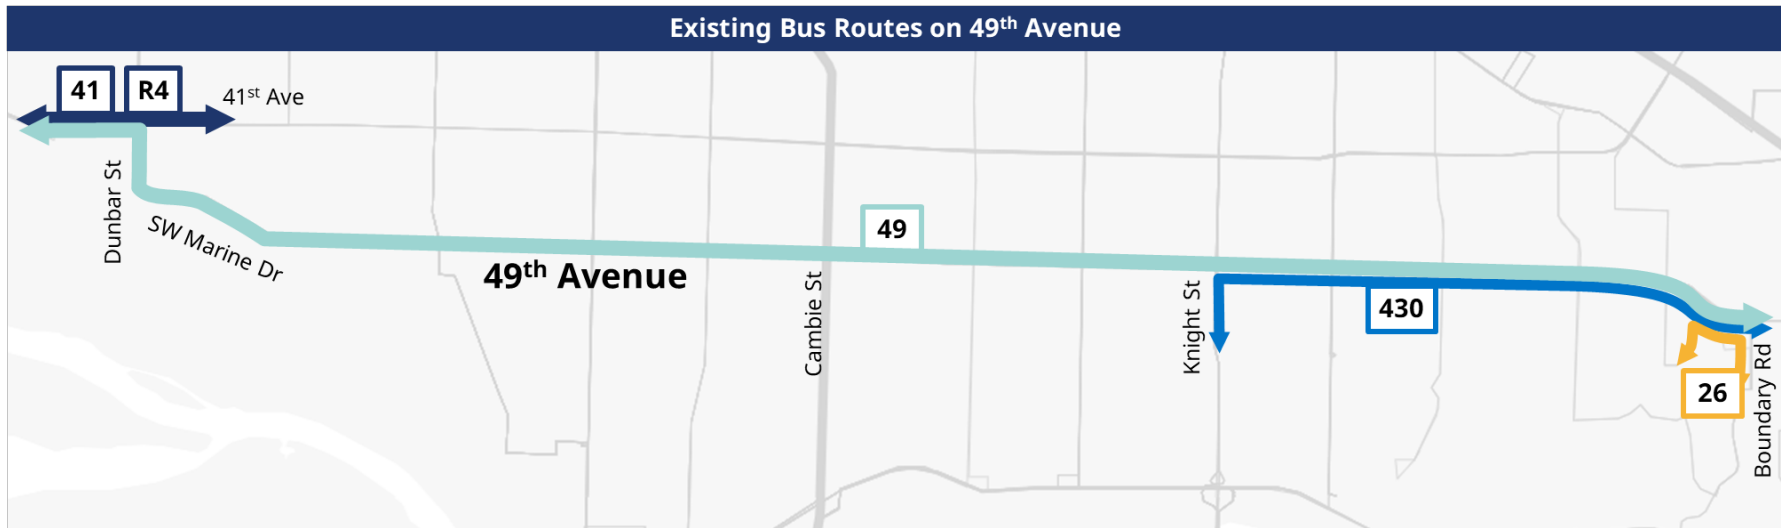 Existing Bus Routes on 49th Avenue
41
R4
41st Ave
Dunbar St
SW Marine Dr
49
49th Avenue
Cambie St
Knight St
430
26
Boundary Rd